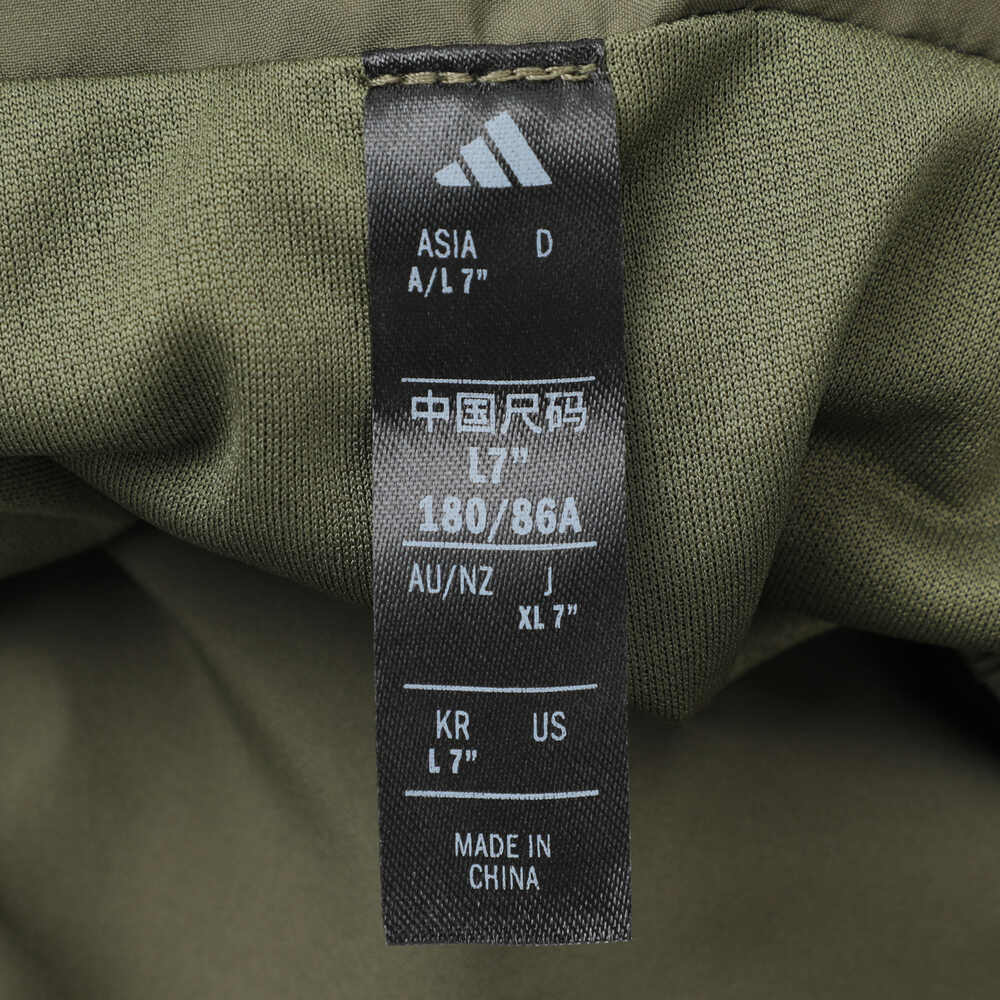 ASIA D
A/L 7"
中国尺码
L7"
180/86A
AU/NZ J
XL 7"
KR US
L 7"
MADE IN
CHINA